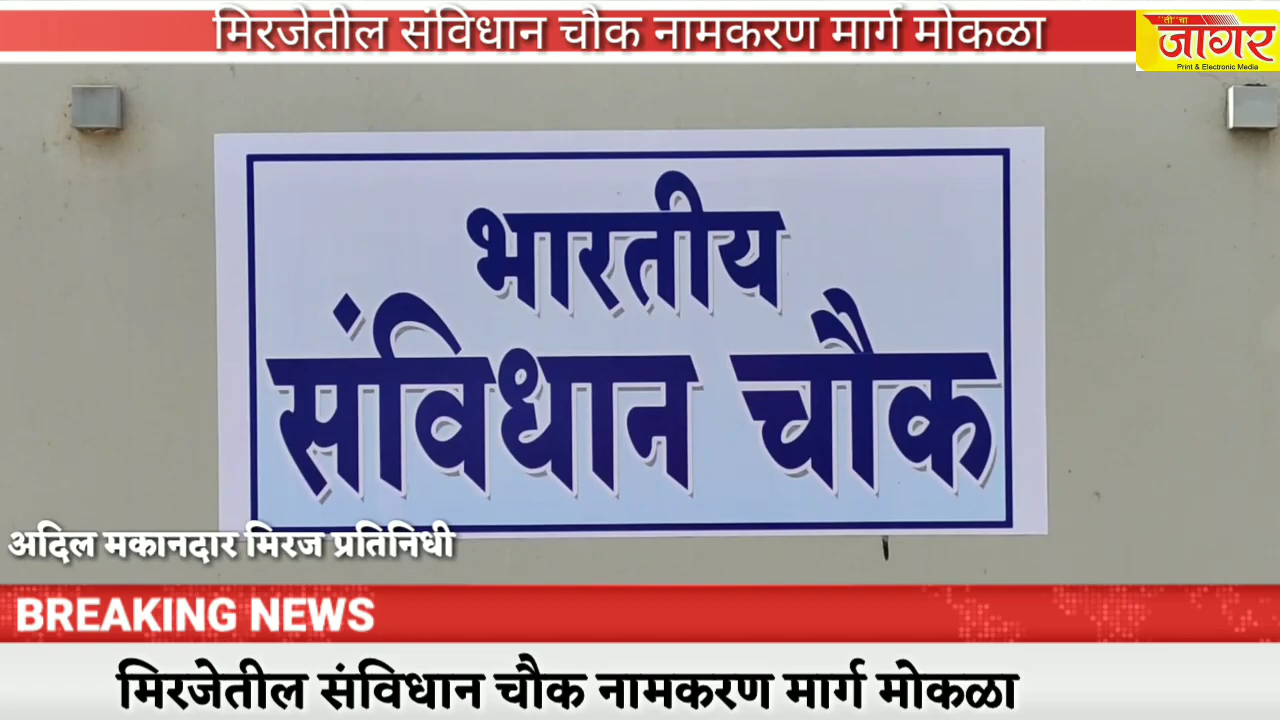 मिरजेतील संविधान चौक नामकरण मार्ग मोकळा
"ती" चा
जागर
Print & Electronic Media
भारतीय
संविधान चौक
अदिल मकानदार मिरज प्रतिनिधी
BREAKING NEWS
मिरजेतील संविधान चौक नामकरण मार्ग मोकळा